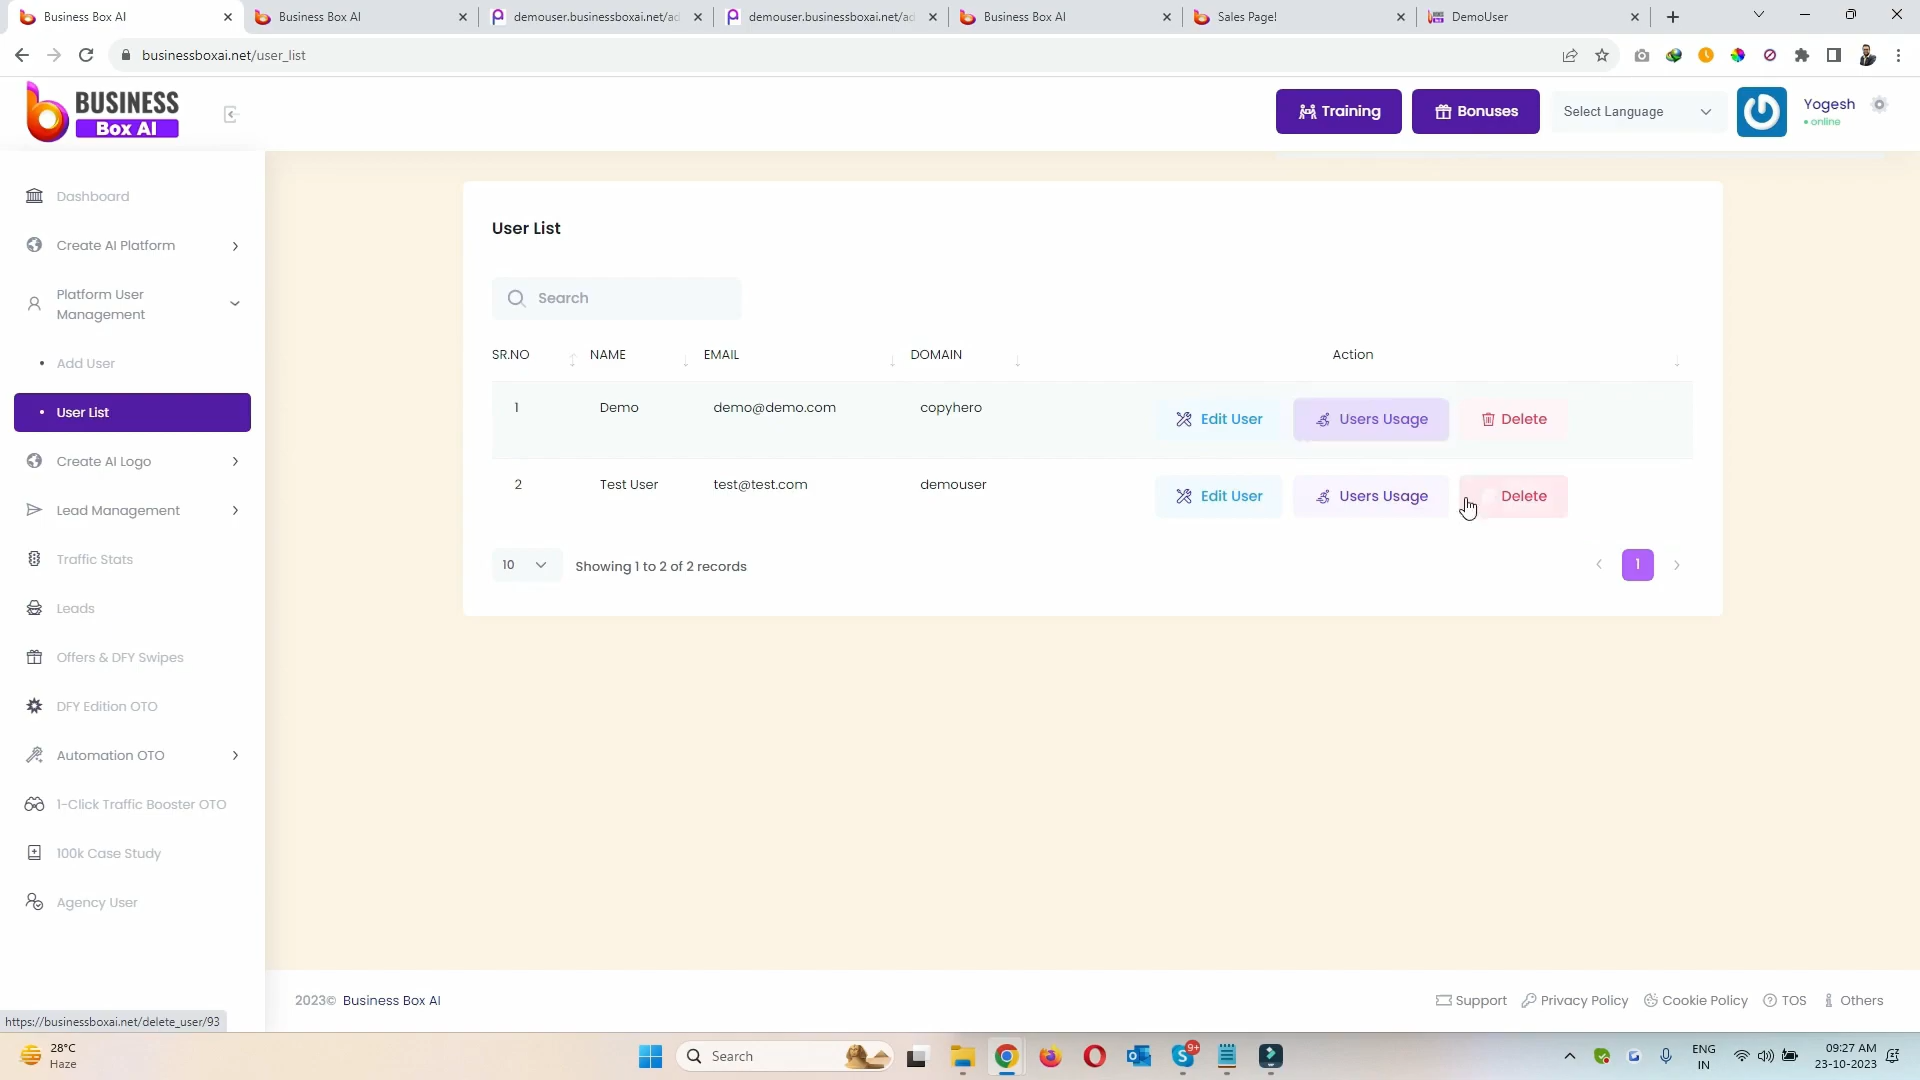 Business Box AI
Business Box AI
demouser.businessboxai.net/ad
demouser.businessboxai.net/ad
Business Box AI
Sales Page!
DemoUser
businessboxai.net/user_list
BUSINESS
Box AI
Training
Bonuses
Select Language
Yogesh
online
Dashboard
Create AI Platform
Platform User
Management
Add User
User List
Create AI Logo
Lead Management
Traffic Stats
Leads
Offers & DFY Swipes
DFY Edition OTO
Automation OTO
1-Click Traffic Booster OTO
100k Case Study
Agency User
User List
Search
SR.NO NAME EMAIL DOMAIN Action
1 Demo demo@demo.com copyhero Edit User Users Usage Delete
2 Test User test@test.com demouser Edit User Users Usage Delete
10 Showing 1 to 2 of 2 records 1
2023© Business Box AI
Support Privacy Policy Cookie Policy TOS Others
https://businessboxai.net/delete_user/93
28°C
Haze
Search
9+
ENG
IN
09:27 AM
23-10-2023